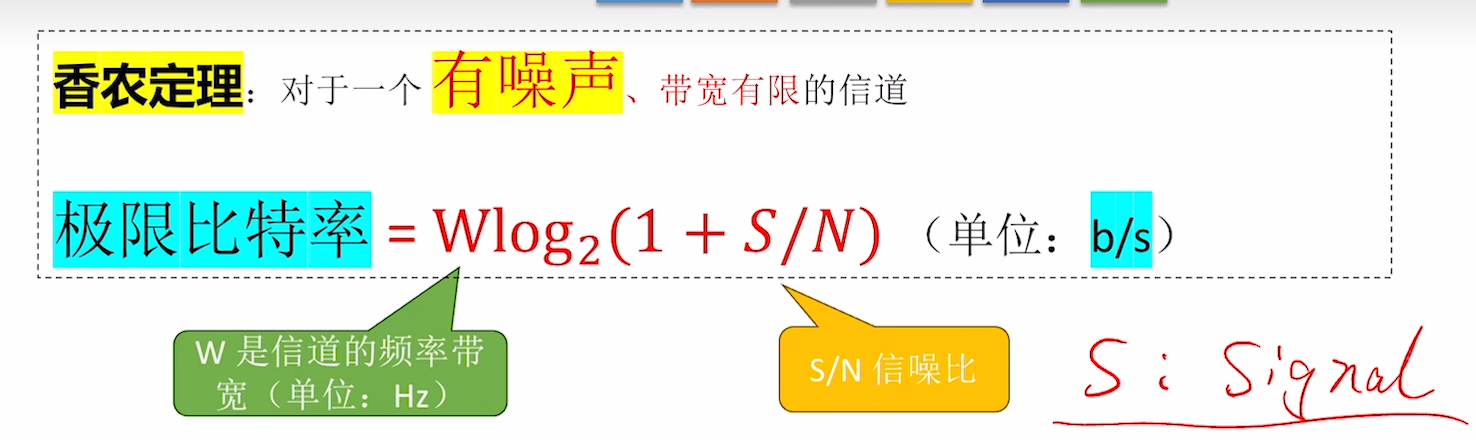 香农定理：对于一个 有噪声、带宽有限的信道
极限比特率 = Wlog₂(1 + S/N) （单位：b/s）
W 是信道的频率带
宽（单位：Hz）
S/N 信噪比
S: Signal